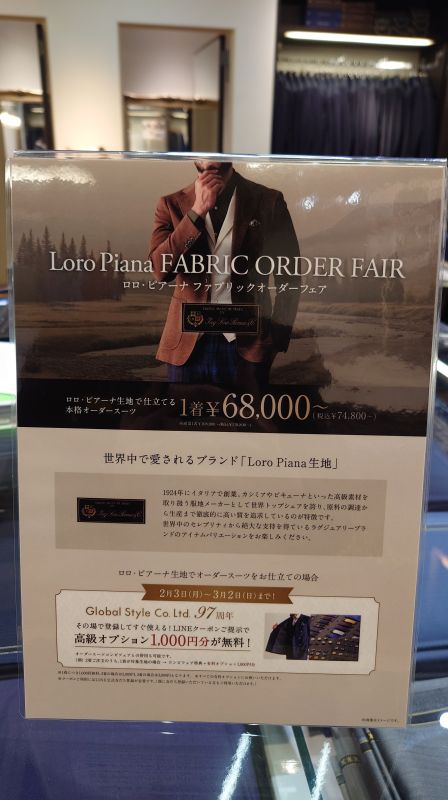 Loro Piana FABRIC ORDER FAIR
ロロ・ピアーナ ファブリックオーダーフェア
ロロ・ピアーナ生地で仕立てる
本格オーダースーツ
1着¥68,000〜
(税込¥74,800〜)
世界中で愛されるブランド「Loro Piana生地」
1924年にイタリアで創業。カシミアやビキューナといった高級素材を
取り扱う服地メーカーとして世界トップシェアを誇り、原料の調達か
ら生産まで徹底的に高い質を追求しているのが特徴です。
世界中のセレブリティから絶大な支持を得ているラグジュアリーブラ
ンドのアイテムバリエーションをお楽しみください。
ロロ・ピアーナ生地でオーダースーツをお仕立ての場合
2月3日(月)〜3月2日(日)まで!
Global Style Co. Ltd. 97周年
その場で登録してすぐ使える! LINEクーポンご提示で
高級オプション1,000円分が無料!